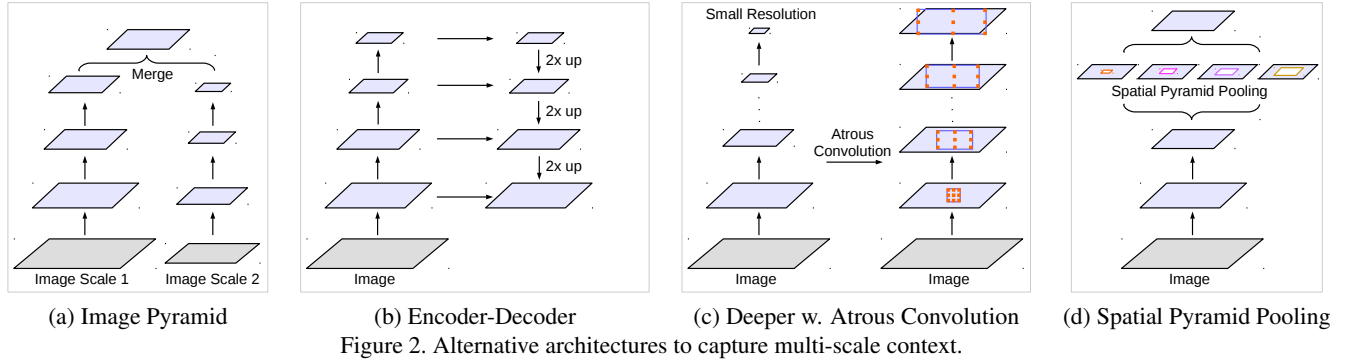 Merge
Image Scale 1
Image Scale 2
(a) Image Pyramid
2x up
2x up
2x up
Image
(b) Encoder-Decoder
Small Resolution
Atrous
Convolution
Image
Image
(c) Deeper w. Atrous Convolution
Spatial Pyramid Pooling
Image
(d) Spatial Pyramid Pooling
Figure 2. Alternative architectures to capture multi-scale context.